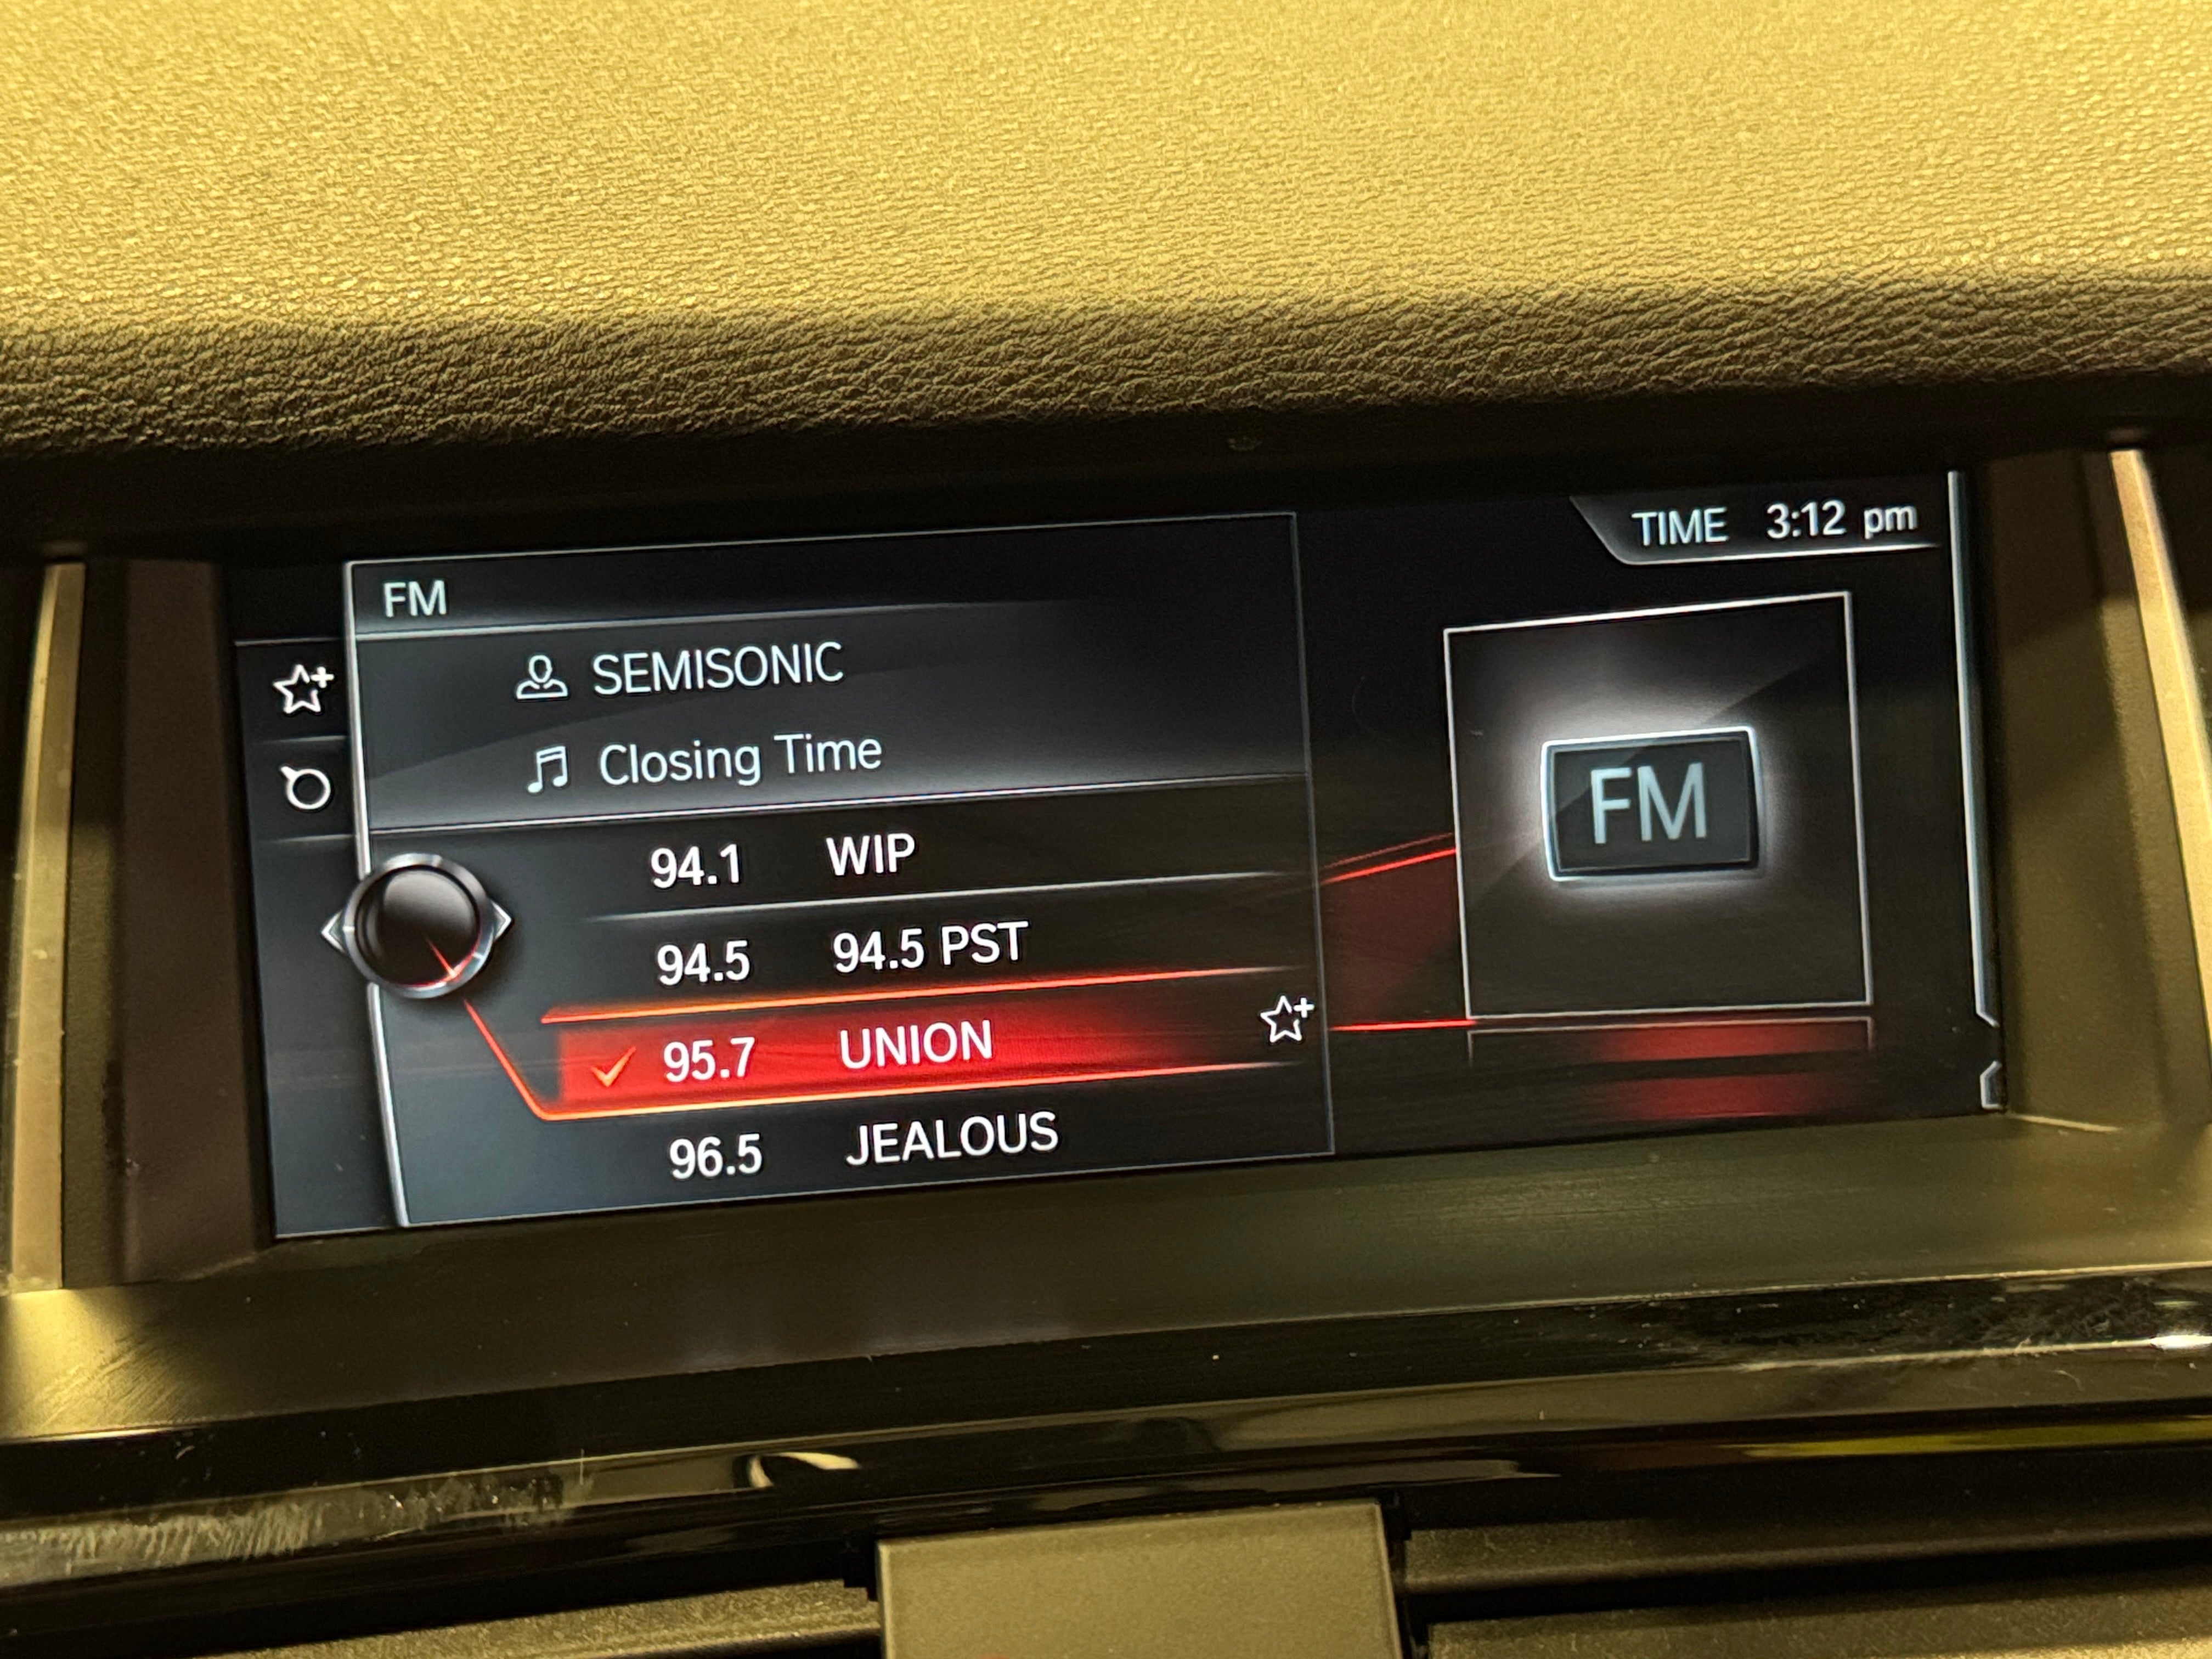 TIME 3:12 pm
FM
SEMISONIC
Closing Time
94.1 WIP
94.5 94.5 PST
95.7 UNION
96.5 JEALOUS
FM